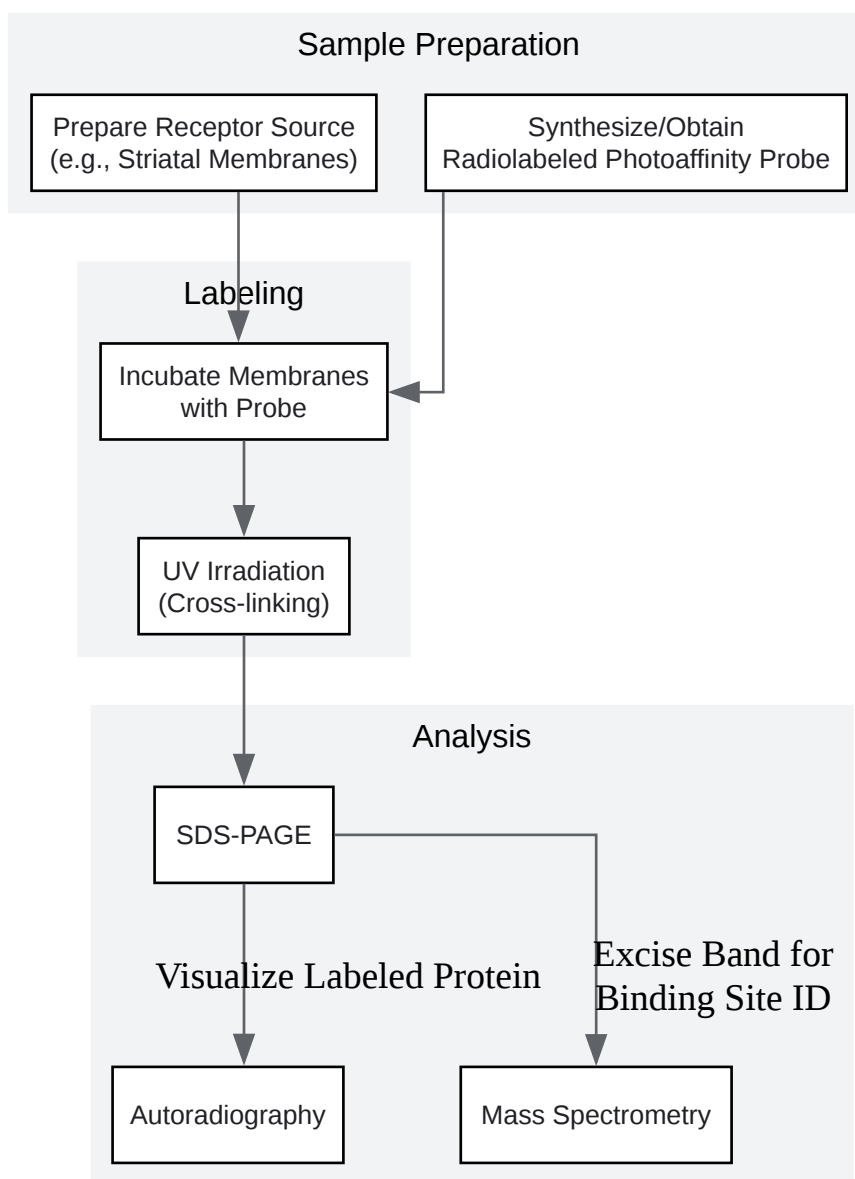 Sample Preparation
Prepare Receptor Source
(e.g., Striatal Membranes)
Synthesize/Obtain
Radiolabeled Photoaffinity Probe
Labeling
Incubate Membranes
with Probe
UV Irradiation
(Cross-linking)
Analysis
SDS-PAGE
Visualize Labeled Protein
Excise Band for
Binding Site ID
Autoradiography
Mass Spectrometry